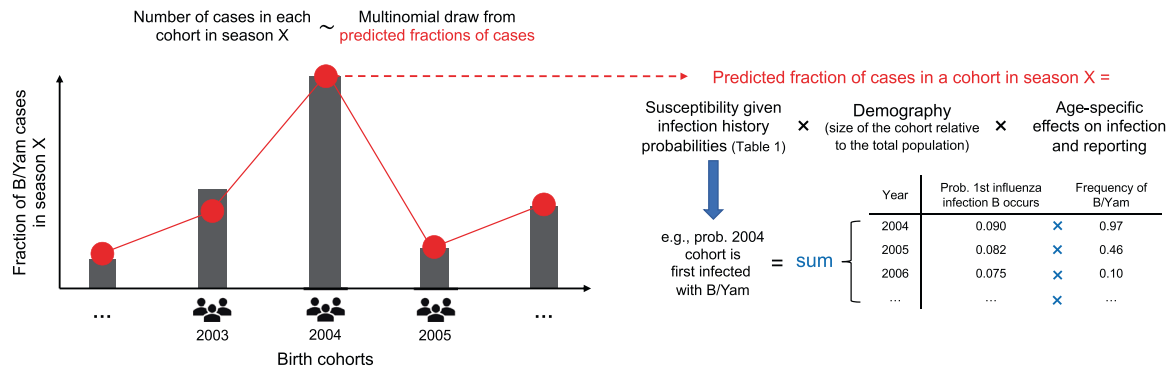 Number of cases in each
cohort in season X
~
Multinomial draw from
predicted fractions of cases
Fraction of B/Yam cases
in season X
...
2003
2004
2005
...
Birth cohorts
Predicted fraction of cases in a cohort in season X =
Susceptibility given
infection history
probabilities (Table 1)
×
Demography
(size of the cohort relative
to the total population)
×
Age-specific
effects on infection
and reporting
e.g., prob. 2004
cohort is
first infected
with B/Yam
= sum
Year Prob. 1st influenza infection B occurs Frequency of B/Yam
2004 0.090 × 0.97
2005 0.082 × 0.46
2006 0.075 × 0.10
... ... × ...